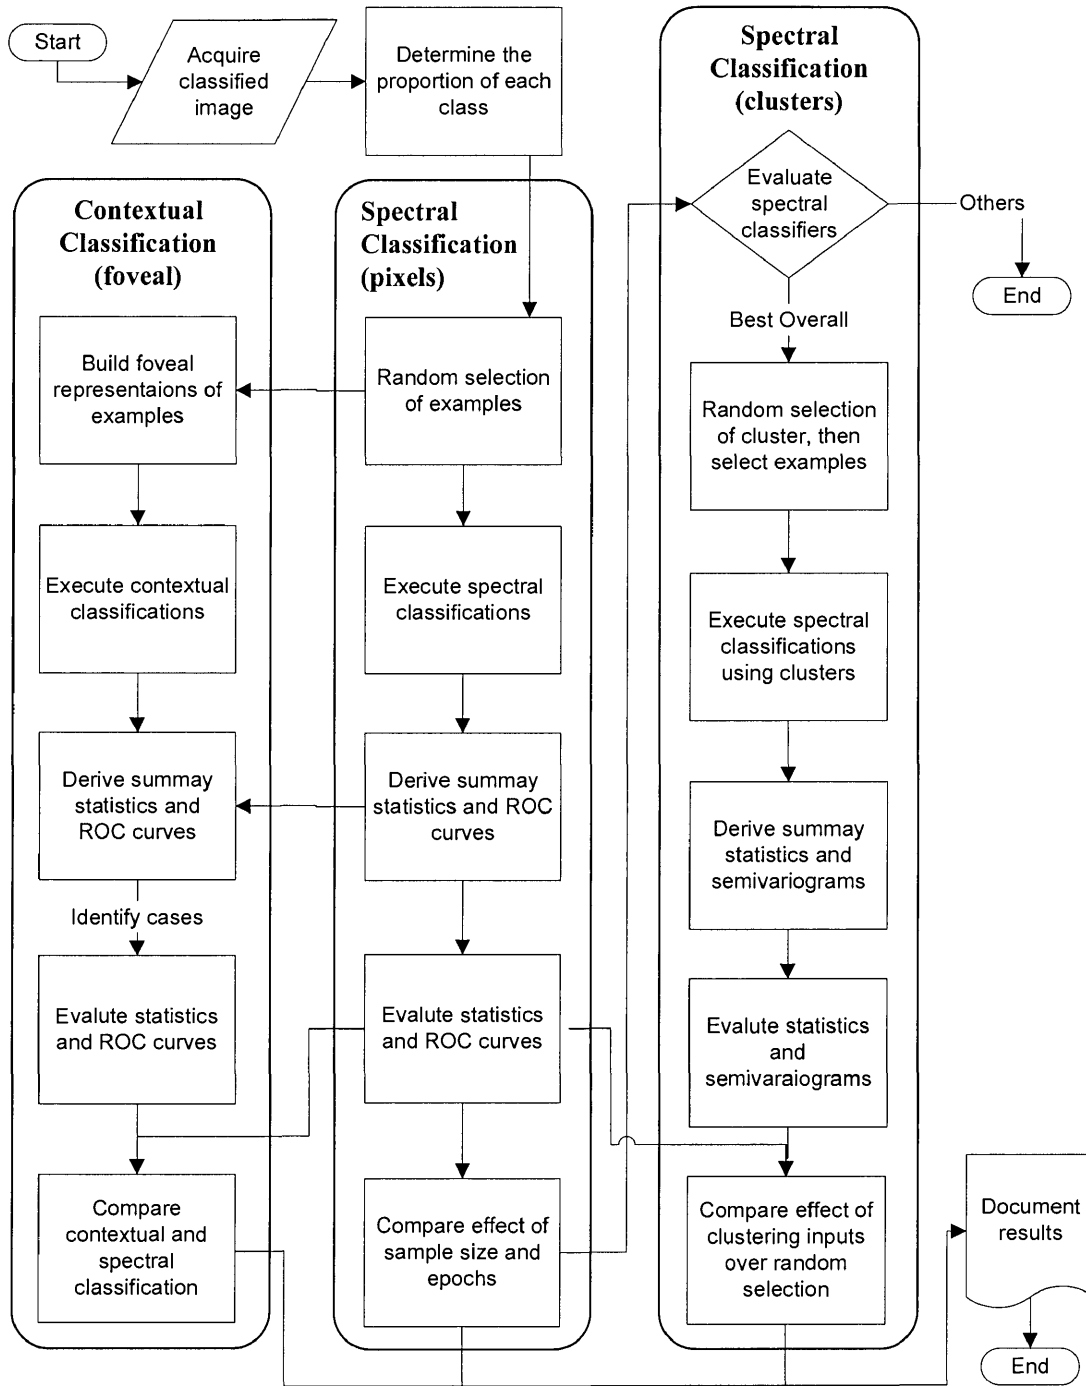 Start
Acquire
classified
image
Determine the
proportion of each
class
Spectral
Classification
(clusters)
Evaluate
spectral
classifiers
Others
End
Best Overall
Random selection
of cluster, then
select examples
Execute spectral
classifications
using clusters
Derive summay
statistics and
semivariograms
Evalute statistics
and
semivaraiograms
Compare effect of
clustering inputs
over random
selection
Contextual
Classification
(foveal)
Build foveal
representaions of
examples
Execute contextual
classifications
Derive summay
statistics and
ROC curves
Identify cases
Evalute statistics
and ROC curves
Compare
contextual and
spectral
classification
Spectral
Classification
(pixels)
Random selection
of examples
Execute spectral
classifications
Derive summay
statistics and ROC
curves
Evalute statistics
and ROC curves
Compare effect of
sample size and
epochs
Document
results
End